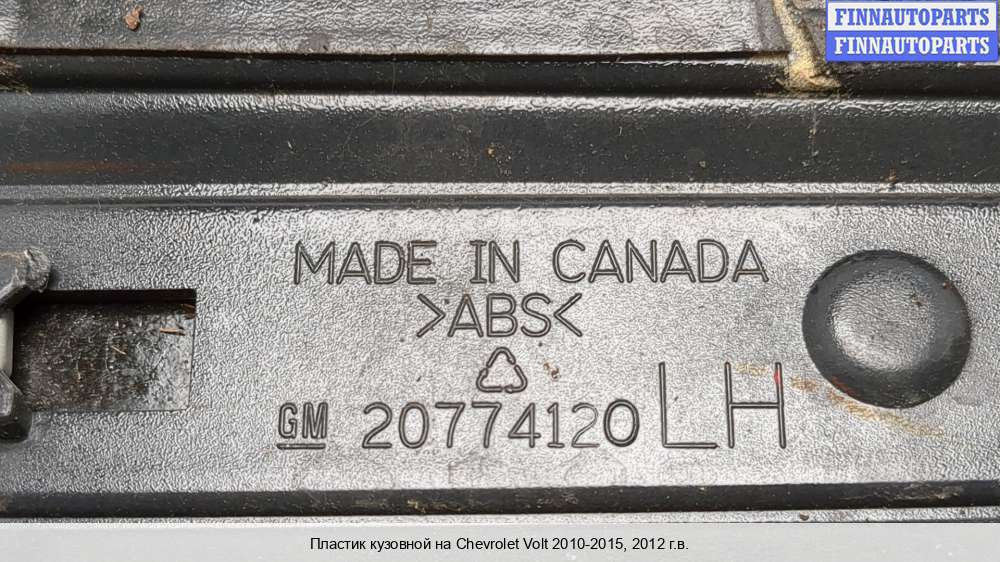 FINNAUTOPARTS
FINNAUTOPARTS
MADE IN CANADA
>ABS<
GM 20774120 LH
Пластик кузовной на Chevrolet Volt 2010-2015, 2012 г.в.